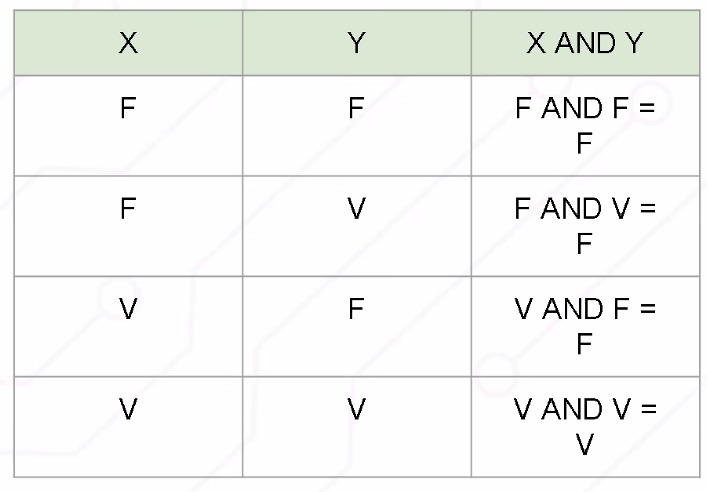 X Y X AND Y
F F F AND F =
F
F V F AND V =
F
V F V AND F =
F
V V V AND V =
V